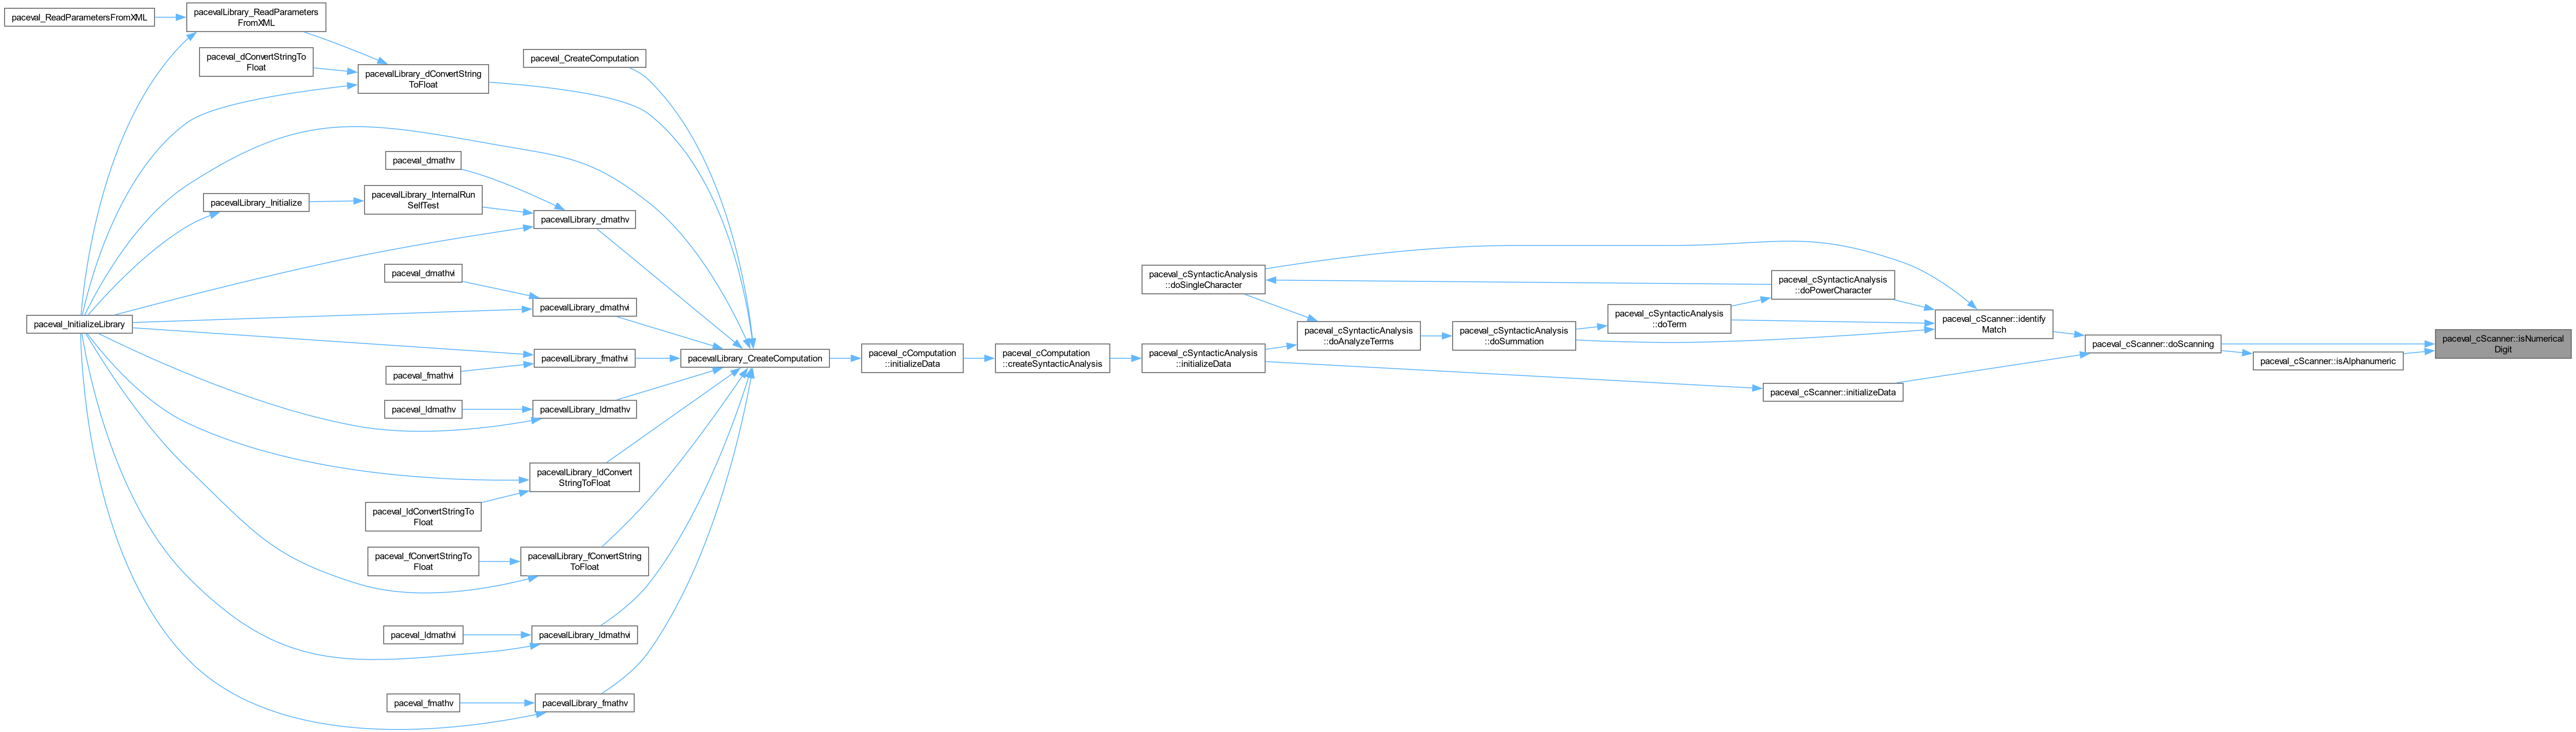 paceval_ReadParametersFromXML
pacevalLibrary_ReadParameters
FromXML
paceval_dConvertStringTo
Float
pacevalLibrary_dConvertString
ToFloat
paceval_CreateComputation
paceval_dmathv
pacevalLibrary_Initialize
pacevalLibrary_InternalRun
SelfTest
pacevalLibrary_dmathv
paceval_dmathvi
pacevalLibrary_dmathvi
paceval_InitializeLibrary
pacevalLibrary_fmathvi
paceval_fmathvi
paceval_ldmathv
pacevalLibrary_ldmathv
pacevalLibrary_ldConvert
StringToFloat
paceval_ldConvertStringTo
Float
paceval_fConvertStringTo
Float
pacevalLibrary_fConvertString
ToFloat
paceval_ldmathvi
pacevalLibrary_ldmathvi
paceval_fmathv
pacevalLibrary_fmathv
pacevalLibrary_CreateComputation
paceval_cComputation
::initializeData
paceval_cComputation
::createSyntacticAnalysis
paceval_cSyntacticAnalysis
::doSingleCharacter
paceval_cSyntacticAnalysis
::initializeData
paceval_cSyntacticAnalysis
::doAnalyzeTerms
paceval_cSyntacticAnalysis
::doSummation
paceval_cSyntacticAnalysis
::doTerm
paceval_cSyntacticAnalysis
::doPowerCharacter
paceval_cScanner::initializeData
paceval_cScanner::identify
Match
paceval_cScanner::doScanning
paceval_cScanner::isAlphanumeric
paceval_cScanner::isNumerical
Digit